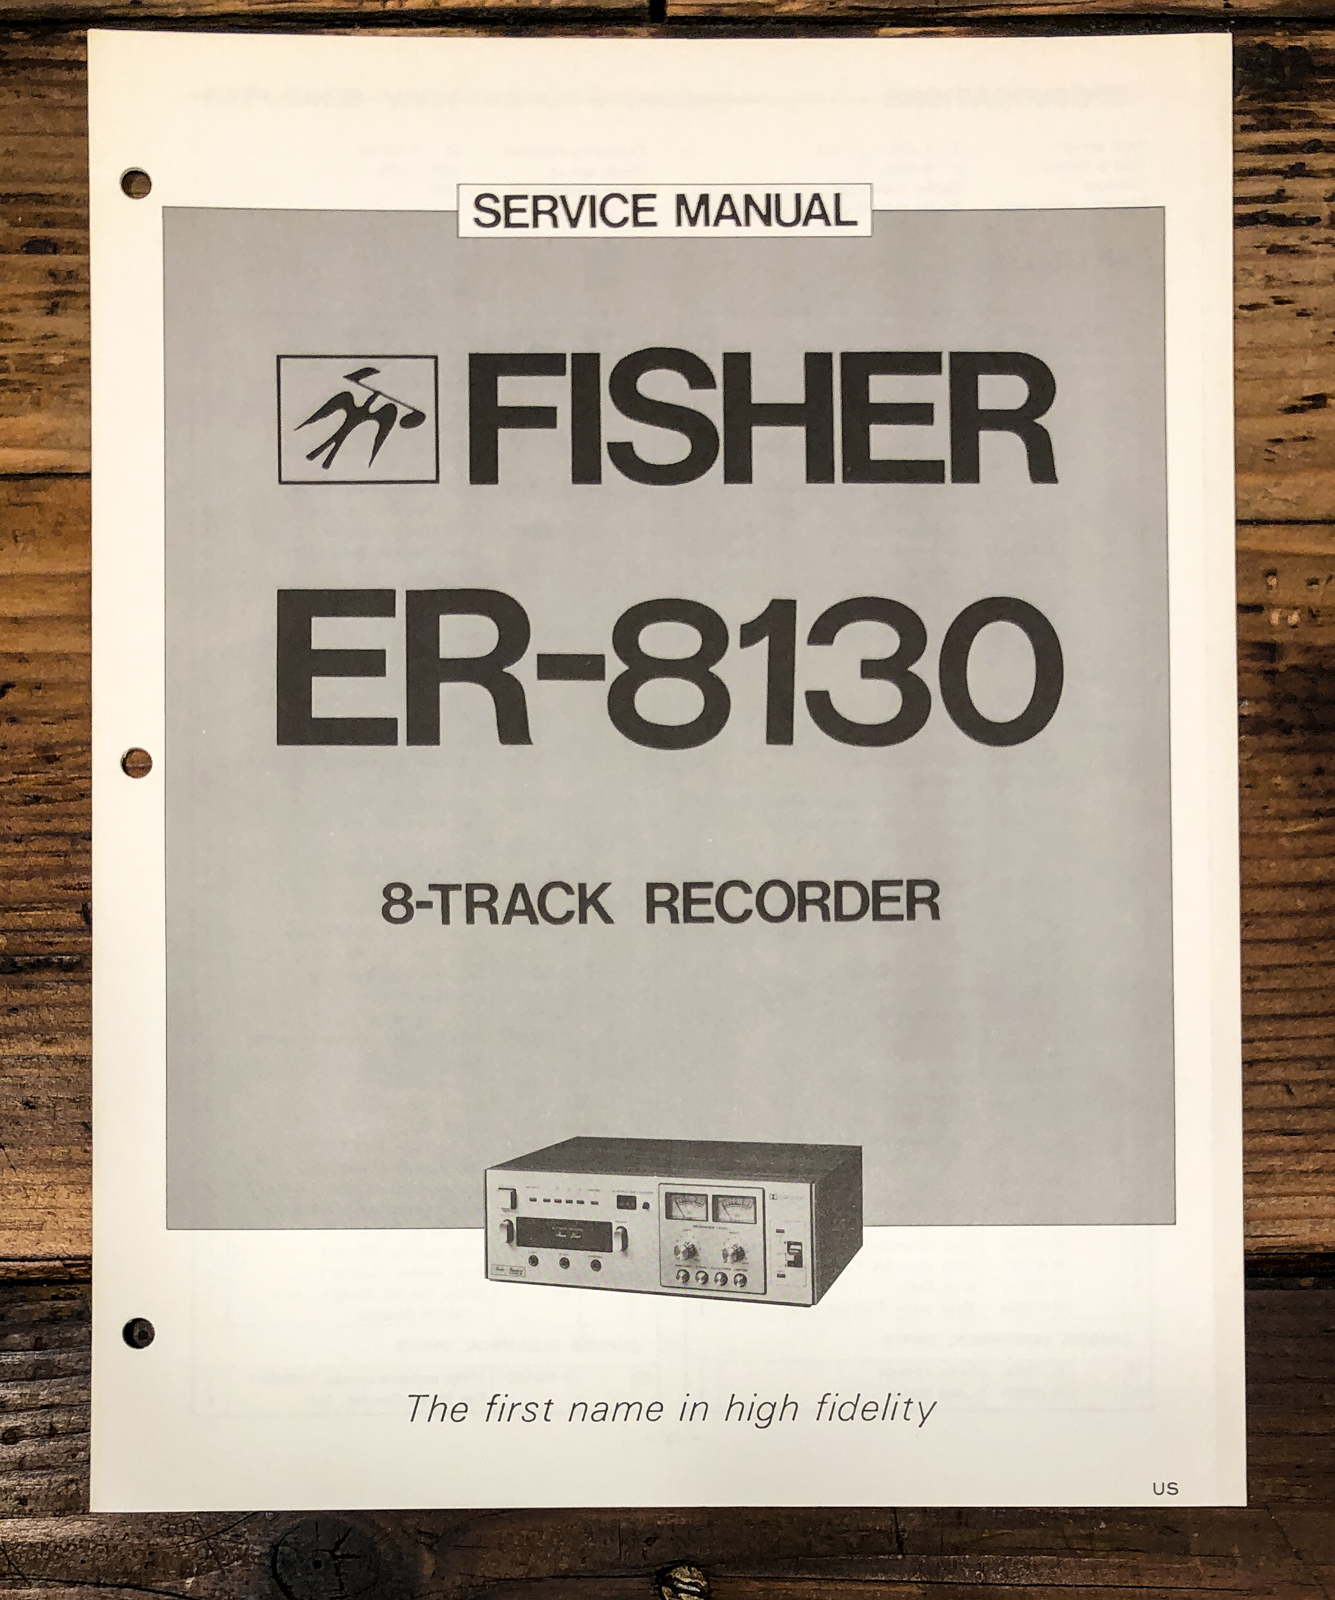 SERVICE MANUAL
FISHER
ER-8130
8-TRACK RECORDER
The first name in high fidelity
US